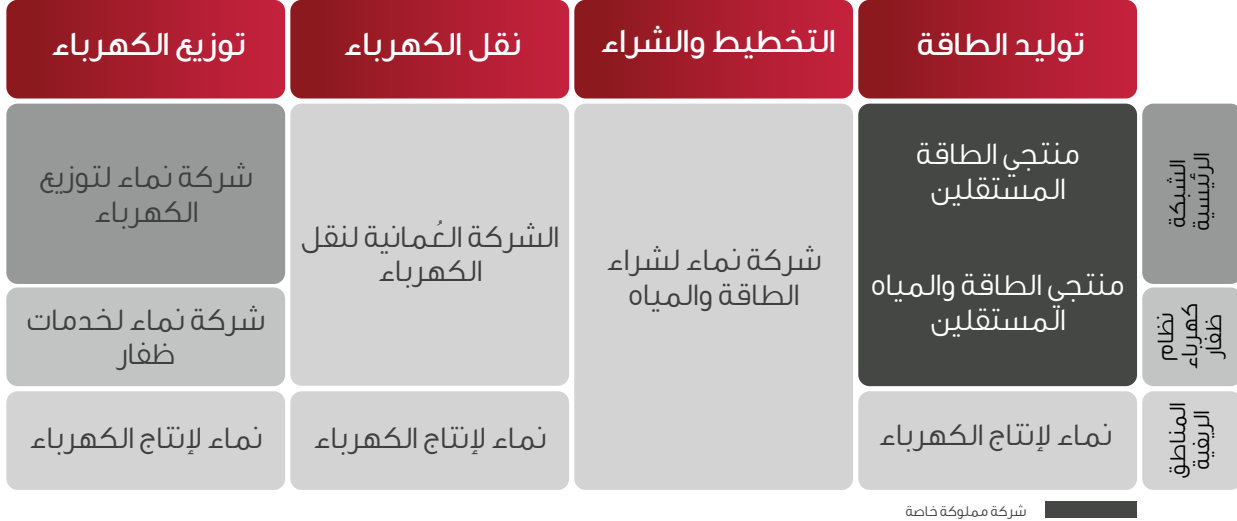 توليد الطاقة
التخطيط والشراء
نقل الكهرباء
توزيع الكهرباء
الشبكة
الرئيسية
منتجي الطاقة
المستقلين
منتجي الطاقة والمياه
المستقلين
شركة نماء لشراء
الطاقة والمياه
الشركة العُمانية لنقل
الكهرباء
شركة نماء لتوزيع
الكهرباء
نظام
كهرباء
ظفار
شركة نماء لخدمات
ظفار
المناطق
الريفية
نماء لإنتاج الكهرباء
نماء لإنتاج الكهرباء
نماء لإنتاج الكهرباء
شركة مملوكة خاصة